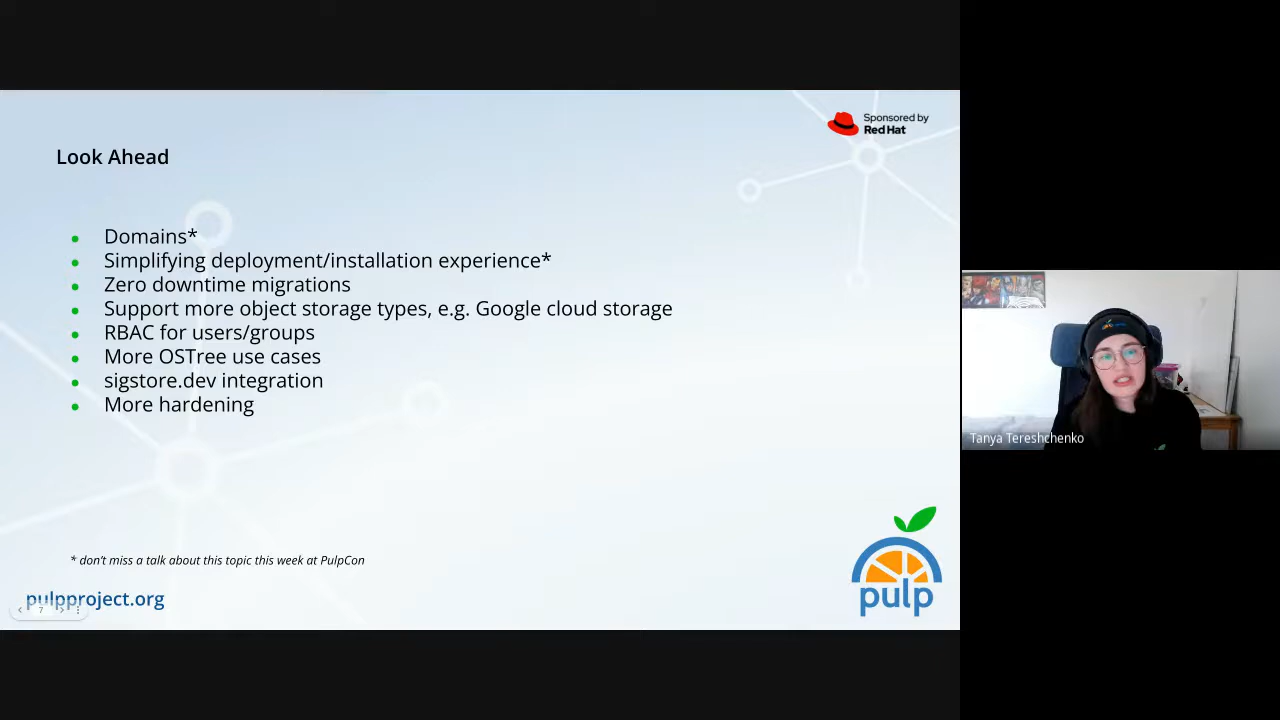 Sponsored by
Red Hat
Look Ahead
Domains*
Simplifying deployment/installation experience*
Zero downtime migrations
Support more object storage types, e.g. Google cloud storage
RBAC for users/groups
More OSTree use cases
sigstore.dev integration
More hardening
Tanya Tereshchenko
* don't miss a talk about this topic this week at PulpCon
pulpproject.org
7
pulp